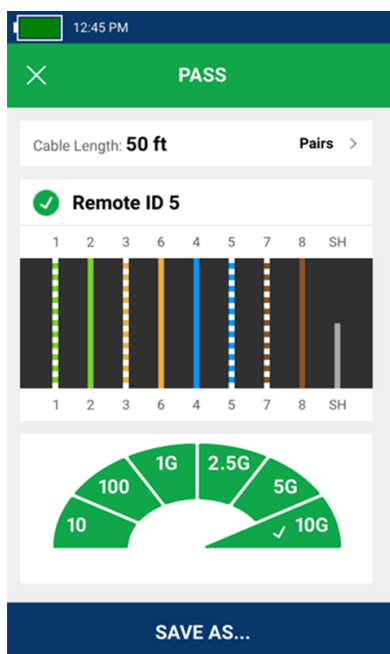 12:45 PM
PASS
Cable Length: 50 ft Pairs >
Remote ID 5
1 2 3 6 4 5 7 8 SH
1 2 3 6 4 5 7 8 SH
10 100 1G 2.5G 5G 10G
SAVE AS...